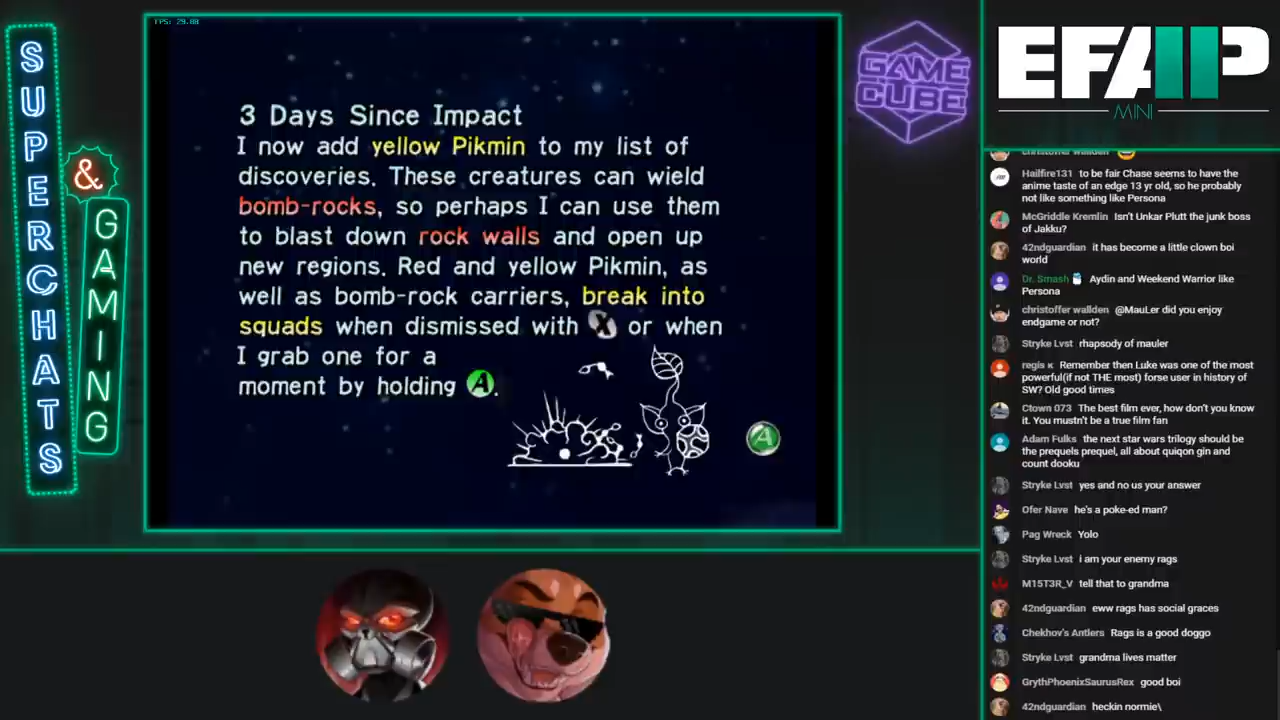 FPS: 29.88
SUPERCHATS
&
GAMING
3 Days Since Impact
I now add yellow Pikmin to my list of
discoveries. These creatures can wield
bomb-rocks, so perhaps I can use them
to blast down rock walls and open up
new regions. Red and yellow Pikmin, as
well as bomb-rock carriers, break into
squads when dismissed with X or when
I grab one for a
moment by holding A.
A
GAME
CUBE
EFAP
MINI
christoffer wallden
Hailfire131 to be fair Chase seems to have the
anime taste of an edge 13 yr old, so he probably
not like something like Persona
McGriddle Kremlin Isn't Unkar Plutt the junk boss
of Jakku?
42ndguardian it has become a little clown boi
world
Dr. Smash Aydin and Weekend Warrior like
Persona
christoffer wallden @MauLer did you enjoy
endgame or not?
Stryke Lvst rhapsody of mauler
regis K Remember then Luke was one of the most
powerful(if not THE most) forse user in history of
SW? Old good times
Ctown 073 The best film ever, how don't you know
it. You mustn't be a true film fan
Adam Fulks the next star wars trilogy should be
the prequels prequel, all about quiqon gin and
count dooku
Stryke Lvst yes and no us your answer
Ofer Nave he's a poke-ed man?
Pag Wreck Yolo
Stryke Lvst i am your enemy rags
M15T3R_V tell that to grandma
42ndguardian eww rags has social graces
Chekhov's Antlers Rags is a good doggo
Stryke Lvst grandma lives matter
GrythPhoenixSaurusRex good boi
42ndguardian heckin normie\